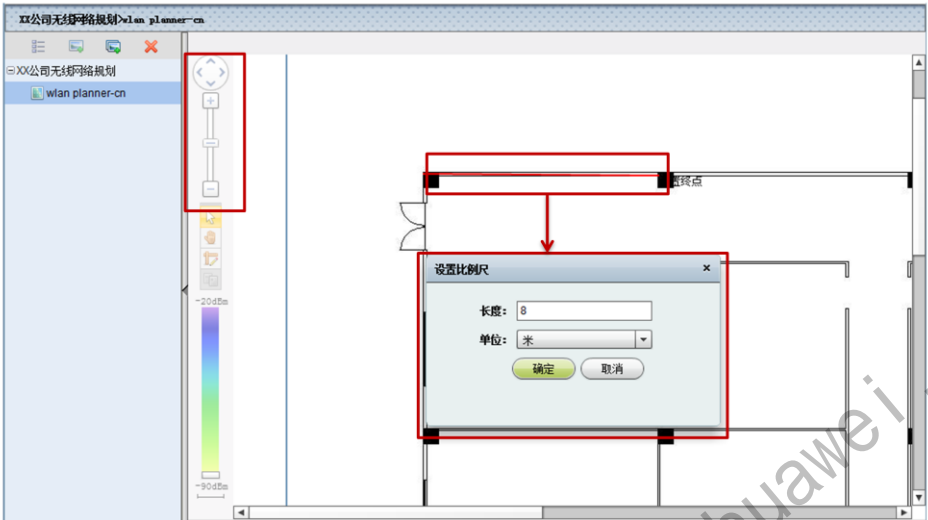 XX公司无线网络规划>wlan planner-cn
XX公司无线网络规划
wlan planner-cn
置终点
设置比例尺
长度: 8
单位: 米
确定 取消
-20dBm
-90dBm
huawei